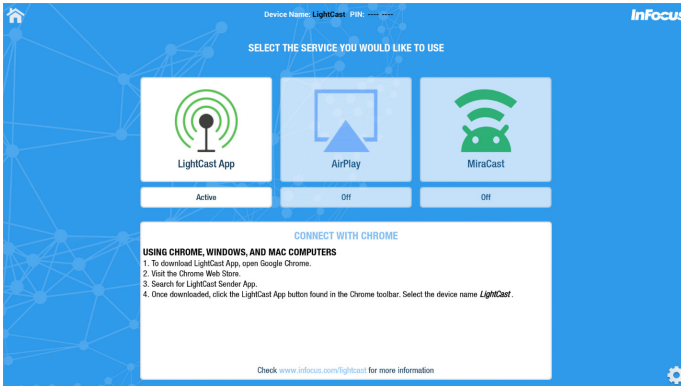 Device Name: LightCast PIN: ---- ----
InFocus
SELECT THE SERVICE YOU WOULD LIKE TO USE
LightCast App
AirPlay
MiraCast
Active
Off
Off
CONNECT WITH CHROME
USING CHROME, WINDOWS, AND MAC COMPUTERS
1. To download LightCast App, open Google Chrome.
2. Visit the Chrome Web Store.
3. Search for LightCast Sender App.
4. Once downloaded, click the LightCast App button found in the Chrome toolbar. Select the device name LightCast .
Check www.infocus.com/lightcast for more information